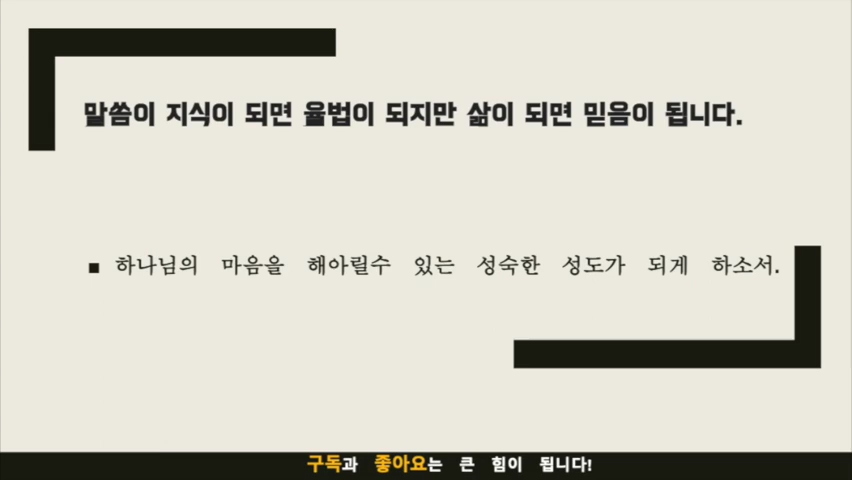 말씀이 지식이 되면 율법이 되지만 삶이 되면 믿음이 됩니다.
■ 하나님의 마음을 해아릴수 있는 성숙한 성도가 되게 하소서.
구독과 좋아요는 큰 힘이 됩니다!